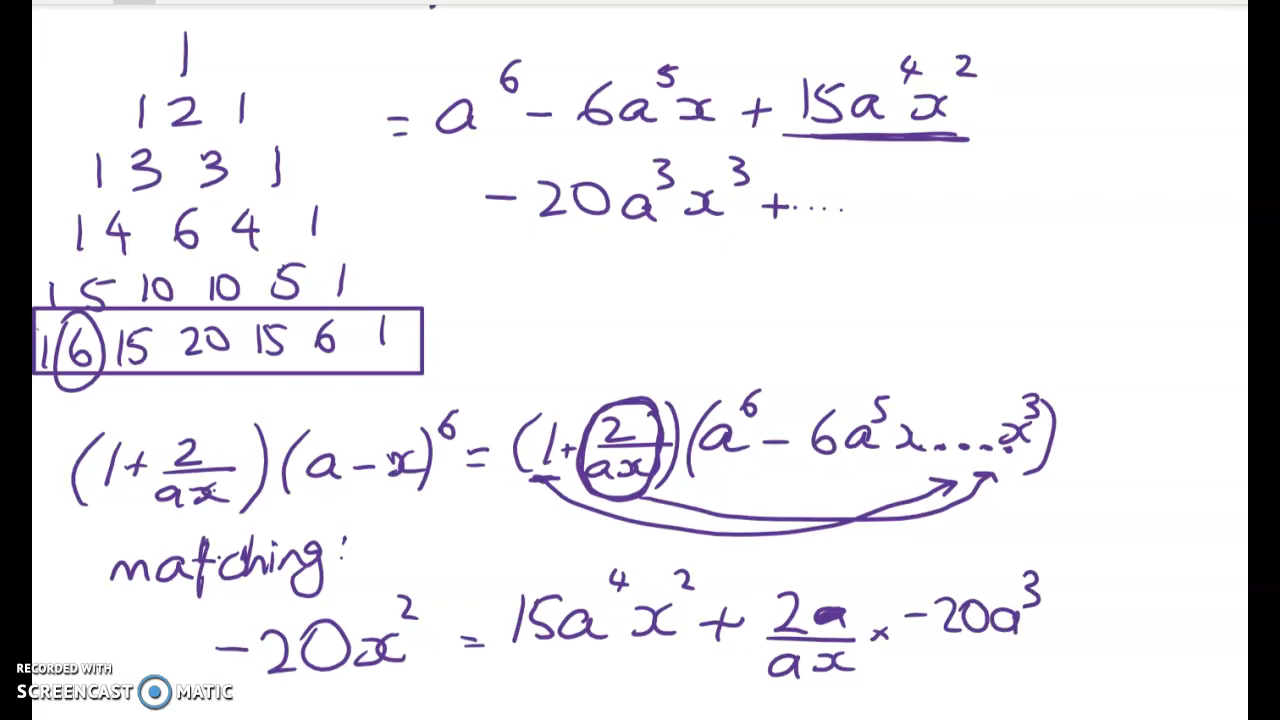 1
1 2 1
1 3 3 1
1 4 6 4 1
1 5 10 10 5 1
1 6 15 20 15 6 1
= a⁶ - 6a⁵x + 15a⁴x²
- 20a³x³ + ....
(1 + 2/ax)(a - x)⁶ = (1 + 2/ax)(a⁶ - 6a⁵x....x³)
matching:
-20x² = 15a⁴x² + 2a/ax × -20a³
RECORDED WITH
SCREENCAST MATIC